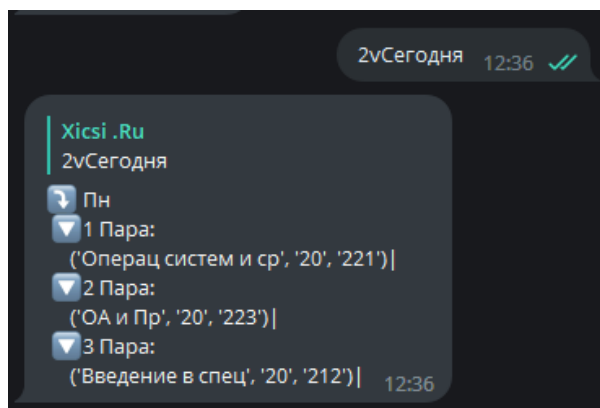 2vСегодня 12:36
Xicsi .Ru
2vСегодня
Пн
1 Пара:
('Операц систем и ср', '20', '221')|
2 Пара:
('ОА и Пр', '20', '223')|
3 Пара:
('Введение в спец', '20', '212')| 12:36